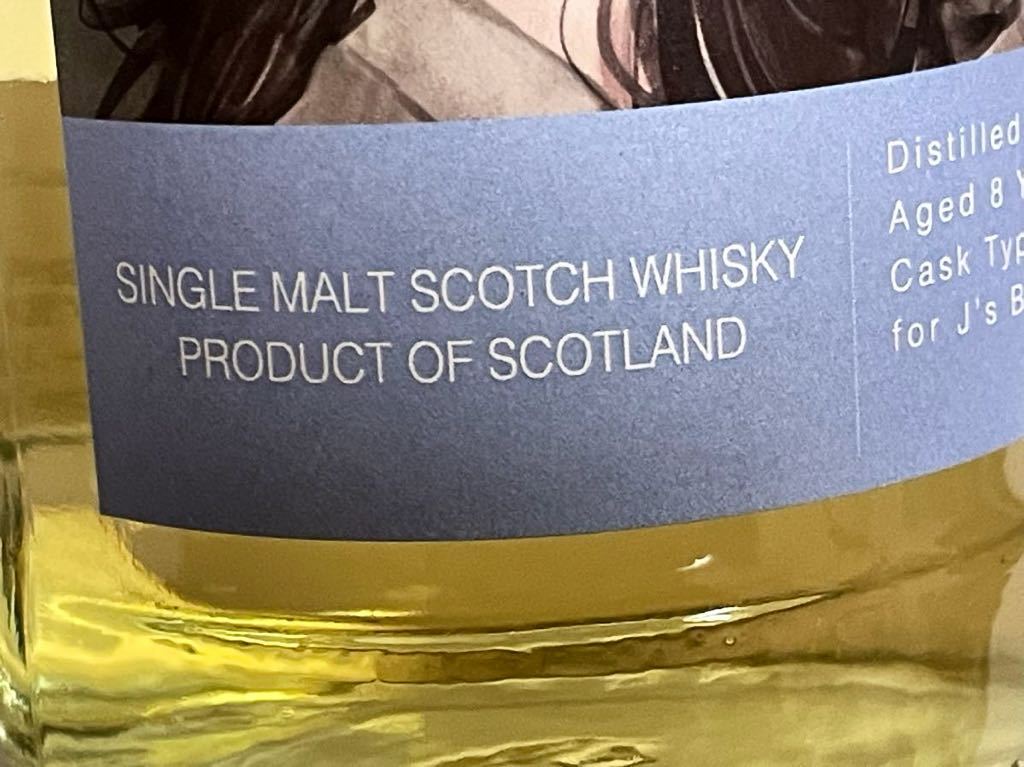 SINGLE MALT SCOTCH WHISKY
PRODUCT OF SCOTLAND
Distilled
Aged 8
Cask
for J's